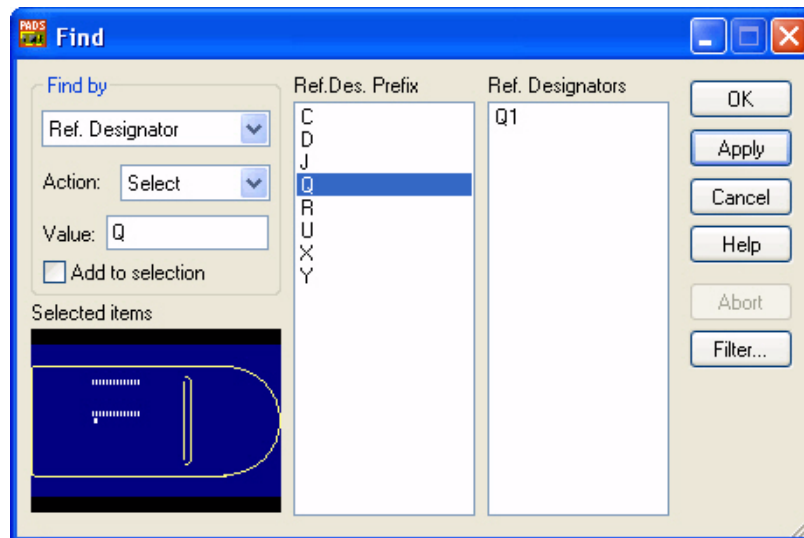 PADS
Find
Find by
Ref. Designator
Action: Select
Value: Q
Add to selection
Selected items
Ref.Des. Prefix
C
D
J
Q
R
U
X
Y
Ref. Designators
Q1
OK
Apply
Cancel
Help
Abort
Filter...